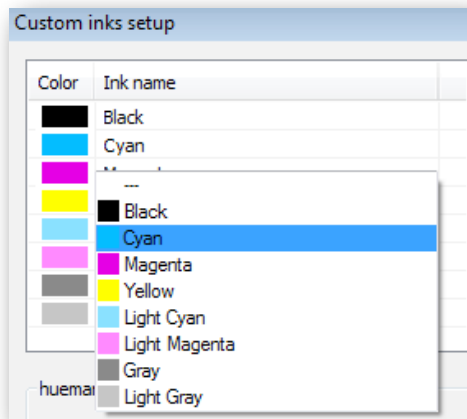 Custom inks setup
Color Ink name
Black
Cyan
---
Black
Cyan
Magenta
Yellow
Light Cyan
Light Magenta
Gray
Light Gray